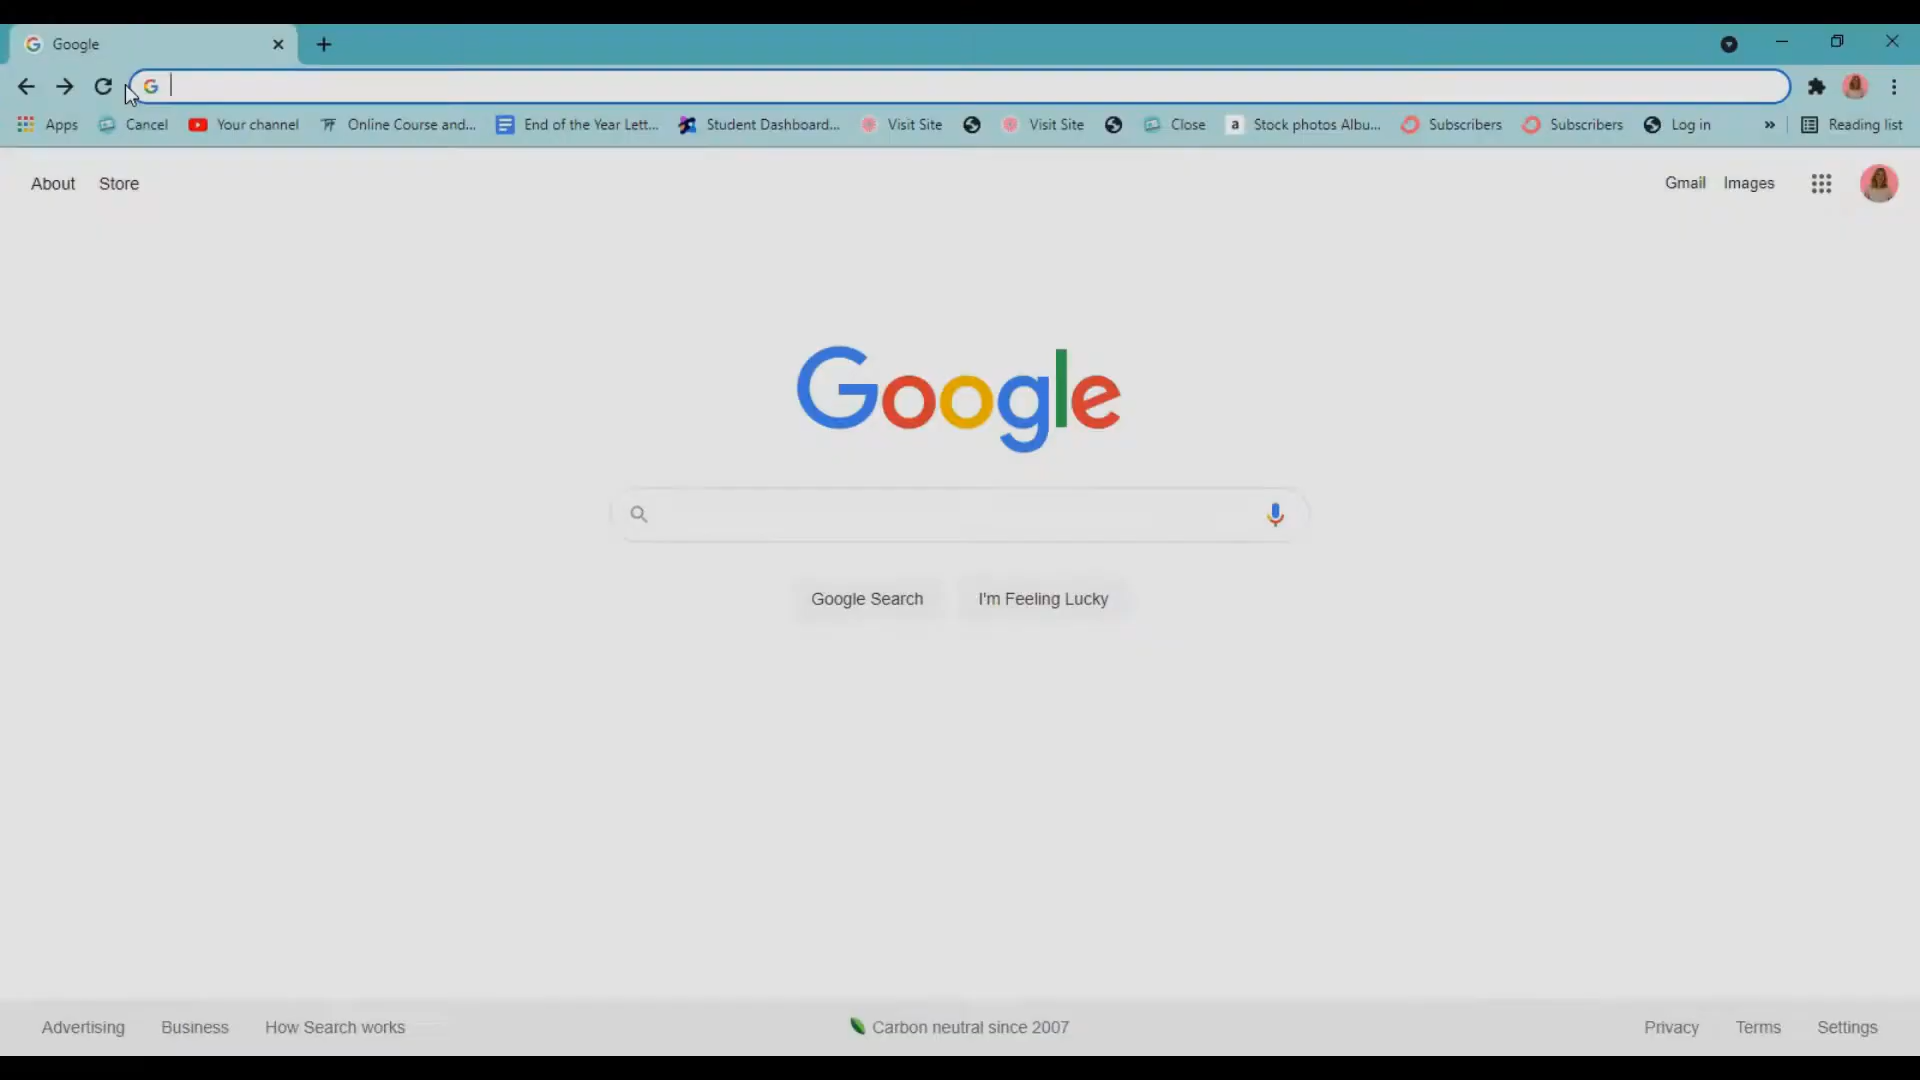 Google
Apps Cancel Your channel Online Course and... End of the Year Lett... Student Dashboard... Visit Site Visit Site Close a Stock photos Albu... Subscribers Subscribers Log in » Reading list
About Store Gmail Images
Google
Google Search I'm Feeling Lucky
Advertising Business How Search works Carbon neutral since 2007 Privacy Terms Settings